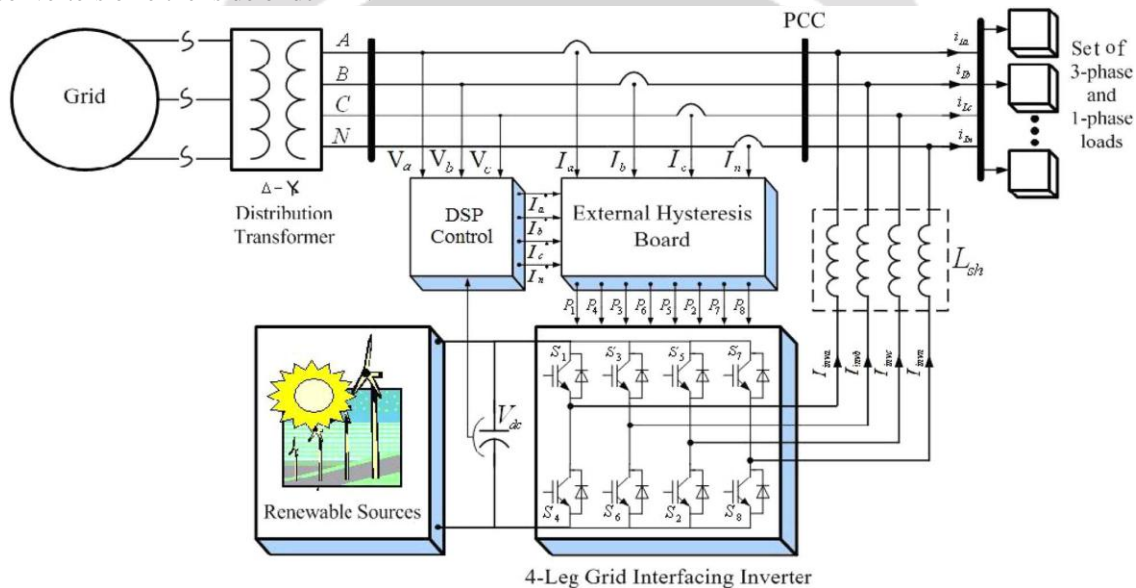 PCC
A
B
C
N
Grid
Δ-Y
Distribution
Transformer
V_a V_b V_c
I_a I_b I_c I_n
DSP
Control
I_a*
I_b*
I_c*
I_n*
External Hysteresis
Board
i_la
i_lb
i_Lc
i_ln
Set of
3-phase
and
1-phase
loads
L_sh
P_1 P_4 P_3 P_6 P_5 P_2 P_7 P_8
I_inva I_invb I_invc I_invn
S_1 S_3 S_5 S_7
V_dc
S_4 S_6 S_2 S_8
Renewable Sources
4-Leg Grid Interfacing Inverter